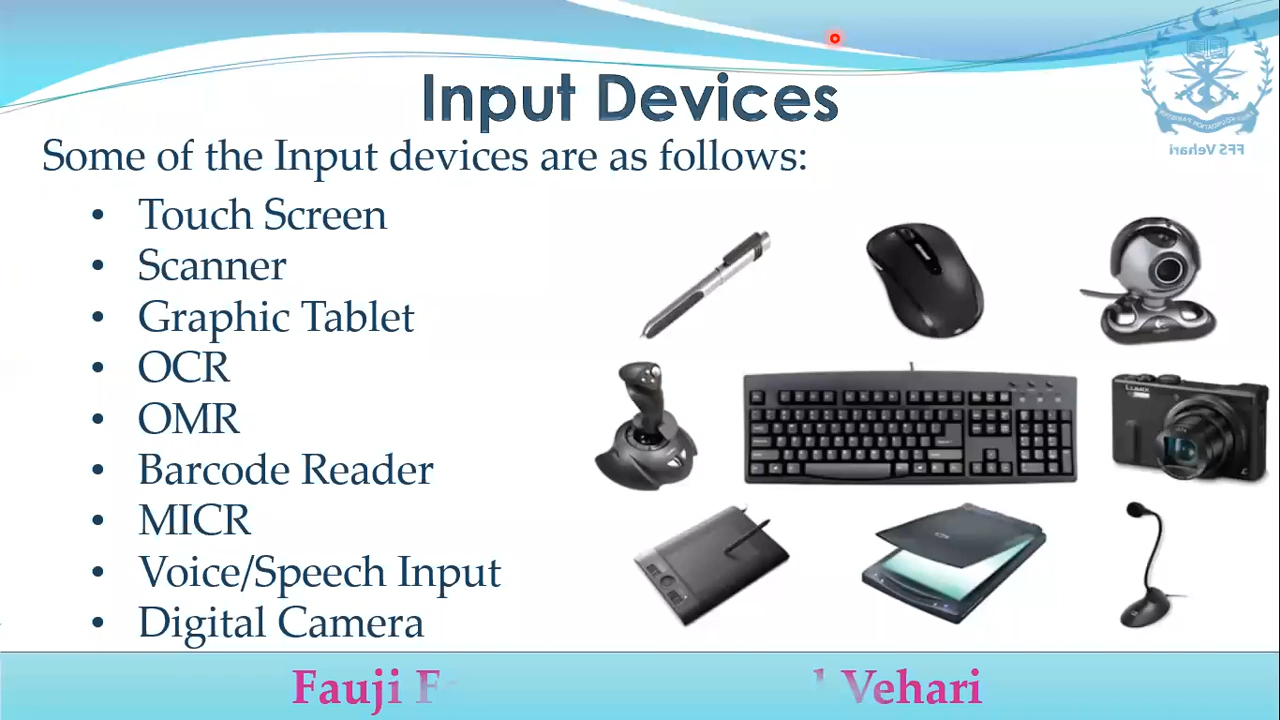 Input Devices
Some of the Input devices are as follows:
• Touch Screen
• Scanner
• Graphic Tablet
• OCR
• OMR
• Barcode Reader
• MICR
• Voice/Speech Input
• Digital Camera
LUMIX
FFS Vehari
Fauji F
l Vehari